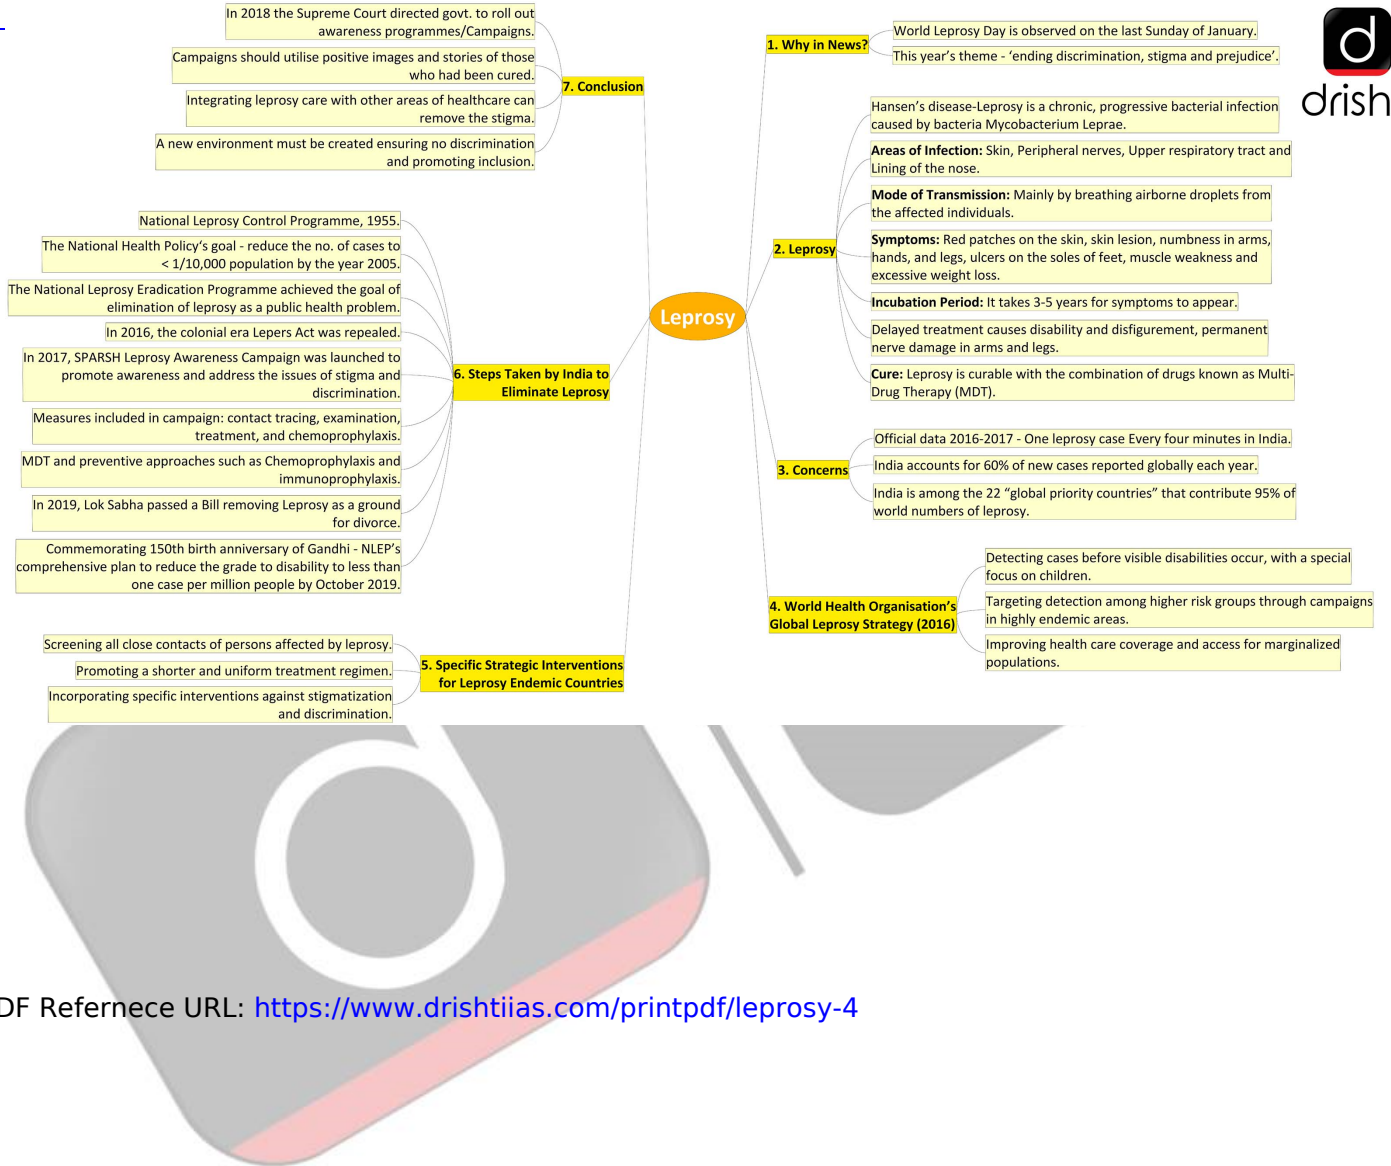 Leprosy
1. Why in News?
World Leprosy Day is observed on the last Sunday of January.
This year's theme - 'ending discrimination, stigma and prejudice'.
2. Leprosy
Hansen's disease-Leprosy is a chronic, progressive bacterial infection
caused by bacteria Mycobacterium Leprae.
Areas of Infection: Skin, Peripheral nerves, Upper respiratory tract and
Lining of the nose.
Mode of Transmission: Mainly by breathing airborne droplets from
the affected individuals.
Symptoms: Red patches on the skin, skin lesion, numbness in arms,
hands, and legs, ulcers on the soles of feet, muscle weakness and
excessive weight loss.
Incubation Period: It takes 3-5 years for symptoms to appear.
Delayed treatment causes disability and disfigurement, permanent
nerve damage in arms and legs.
Cure: Leprosy is curable with the combination of drugs known as Multi-
Drug Therapy (MDT).
3. Concerns
Official data 2016-2017 - One leprosy case Every four minutes in India.
India accounts for 60% of new cases reported globally each year.
India is among the 22 "global priority countries" that contribute 95% of
world numbers of leprosy.
4. World Health Organisation's
Global Leprosy Strategy (2016)
Detecting cases before visible disabilities occur, with a special
focus on children.
Targeting detection among higher risk groups through campaigns
in highly endemic areas.
Improving health care coverage and access for marginalized
populations.
5. Specific Strategic Interventions
for Leprosy Endemic Countries
Screening all close contacts of persons affected by leprosy.
Promoting a shorter and uniform treatment regimen.
Incorporating specific interventions against stigmatization
and discrimination.
6. Steps Taken by India to
Eliminate Leprosy
National Leprosy Control Programme, 1955.
The National Health Policy's goal - reduce the no. of cases to
< 1/10,000 population by the year 2005.
The National Leprosy Eradication Programme achieved the goal of
elimination of leprosy as a public health problem.
In 2016, the colonial era Lepers Act was repealed.
In 2017, SPARSH Leprosy Awareness Campaign was launched to
promote awareness and address the issues of stigma and
discrimination.
Measures included in campaign: contact tracing, examination,
treatment, and chemoprophylaxis.
MDT and preventive approaches such as Chemoprophylaxis and
immunoprophylaxis.
In 2019, Lok Sabha passed a Bill removing Leprosy as a ground
for divorce.
Commemorating 150th birth anniversary of Gandhi - NLEP's
comprehensive plan to reduce the grade to disability to less than
one case per million people by October 2019.
7. Conclusion
In 2018 the Supreme Court directed govt. to roll out
awareness programmes/Campaigns.
Campaigns should utilise positive images and stories of those
who had been cured.
Integrating leprosy care with other areas of healthcare can
remove the stigma.
A new environment must be created ensuring no discrimination
and promoting inclusion.
d
drish
DF Refernece URL: https://www.drishtiias.com/printpdf/leprosy-4